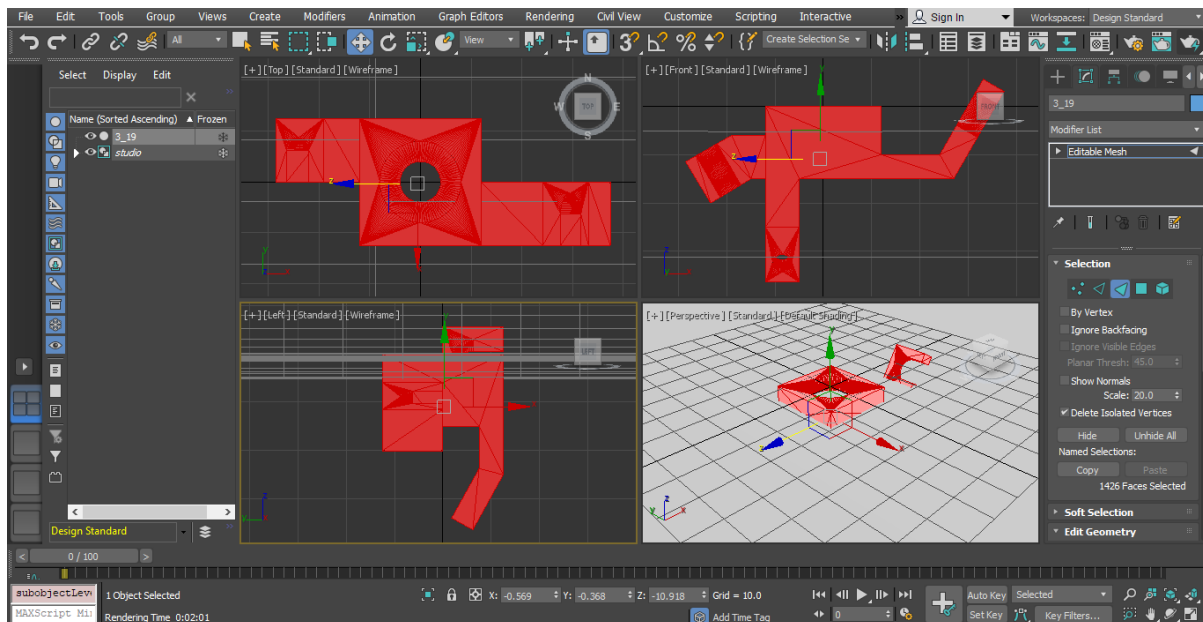 File Edit Tools Group Views Create Modifiers Animation Graph Editors Rendering Civil View Customize Scripting Interactive » Sign In Workspaces: Design Standard
All View Create Selection Se
Select Display Edit
Name (Sorted Ascending) ▲ Frozen
3_19
studio
Design Standard
[+][Top][Standard][Wireframe]
N
W TOP E
S
[+][Front][Standard][Wireframe]
FRONT
[+][Left][Standard][Wireframe]
LEFT
[+][Perspective][Standard][Default Shading]
3_19
Modifier List
Editable Mesh
Selection
By Vertex
Ignore Backfacing
Ignore Visible Edges
Planar Thresh: 45.0
Show Normals
Scale: 20.0
Delete Isolated Vertices
Hide Unhide All
Named Selections:
Copy Paste
1426 Faces Selected
Soft Selection
Edit Geometry
0 / 100
subobjectLeve
1 Object Selected
X: -0.569 Y: -0.368 Z: -10.918 Grid = 10.0
Auto Key Selected
MAXScript Mi
Rendering Time 0:02:01
Add Time Tag
0
Set Key Key Filters...